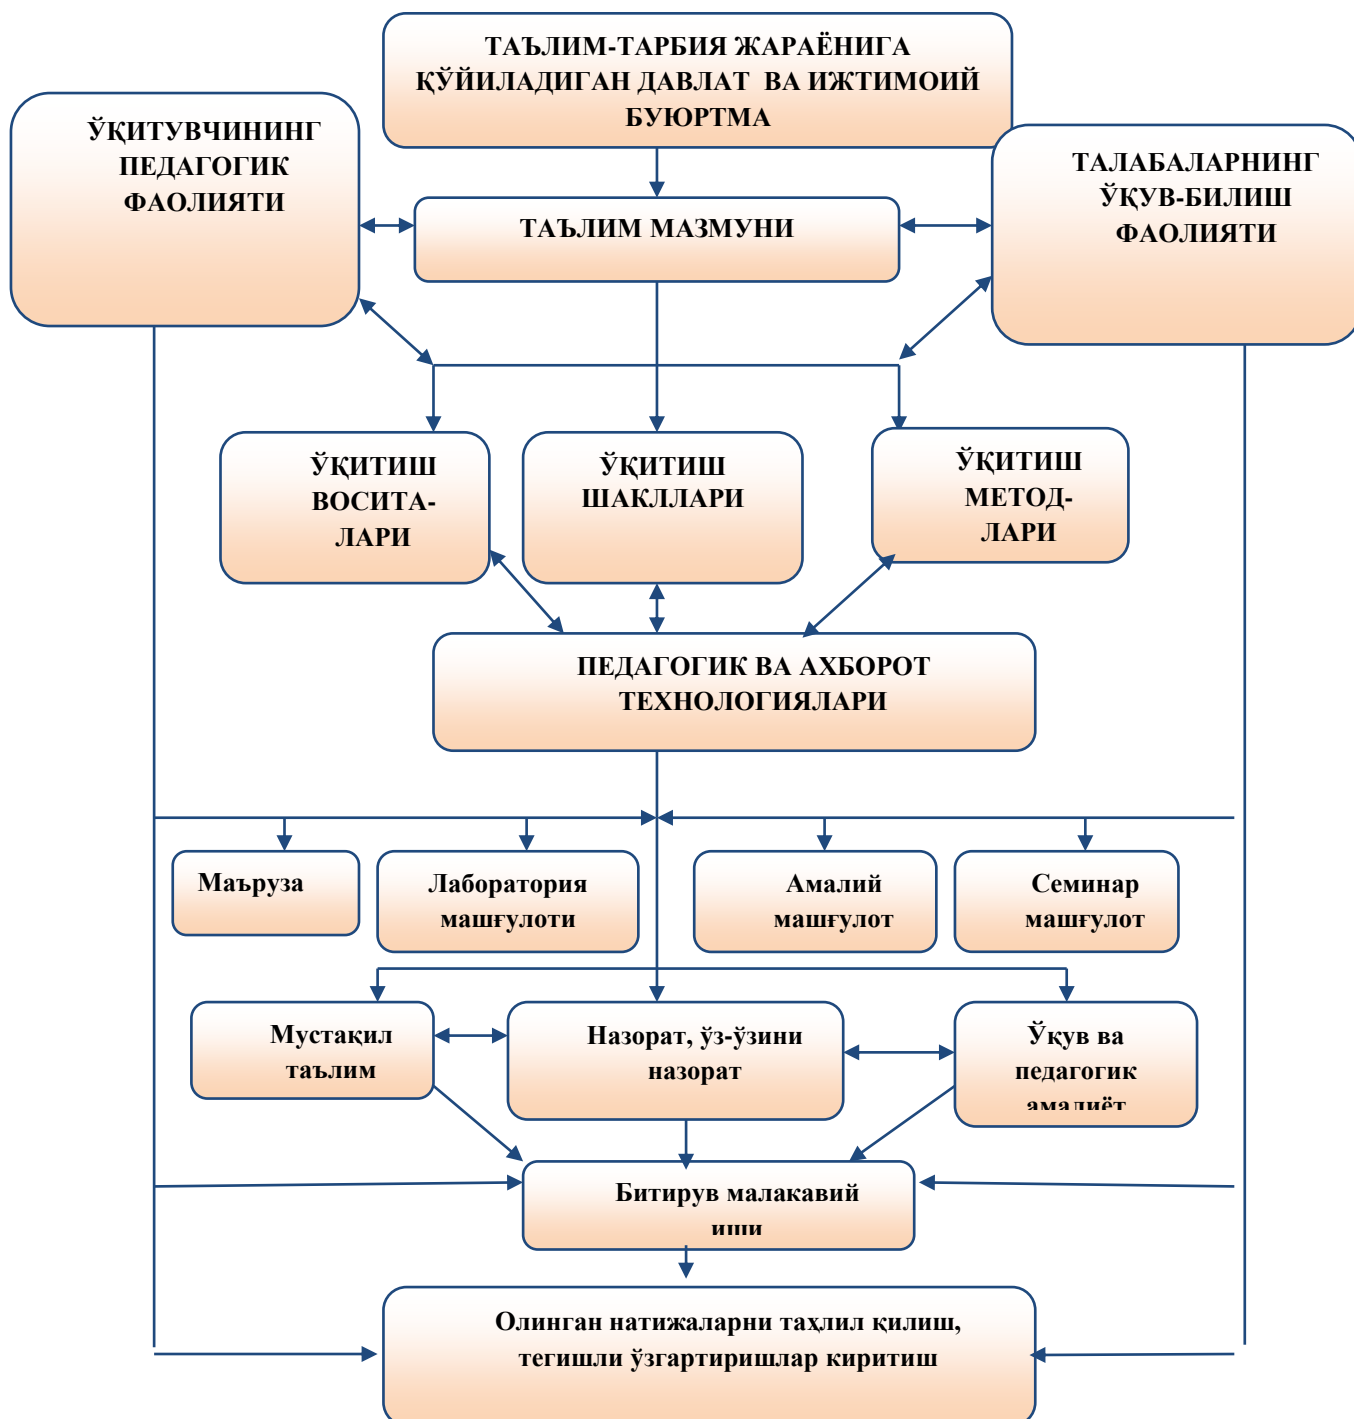 ТАЪЛИМ-ТАРБИЯ ЖАРАЁНИГА
ҚЎЙИЛАДИГАН ДАВЛАТ ВА ИЖТИМОИЙ
БУЮРТМА
ЎҚИТУВЧИНИНГ
ПЕДАГОГИК
ФАОЛИЯТИ
ТАЪЛИМ МАЗМУНИ
ТАЛАБАЛАРНИНГ
ЎҚУВ-БИЛИШ
ФАОЛИЯТИ
ЎҚИТИШ
ВОСИТА-
ЛАРИ
ЎҚИТИШ
ШАКЛЛАРИ
ЎҚИТИШ
МЕТОД-
ЛАРИ
ПЕДАГОГИК ВА АХБОРОТ
ТЕХНОЛОГИЯЛАРИ
Маъруза
Лаборатория
машғулоти
Амалий
машғулот
Семинар
машғулот
Мустақил
таълим
Назорат, ўз-ўзини
назорат
Ўқув ва
педагогик
амалиёт
Битирув малакавий
иши
Олинган натижаларни таҳлил қилиш,
тегишли ўзгартиришлар киритиш